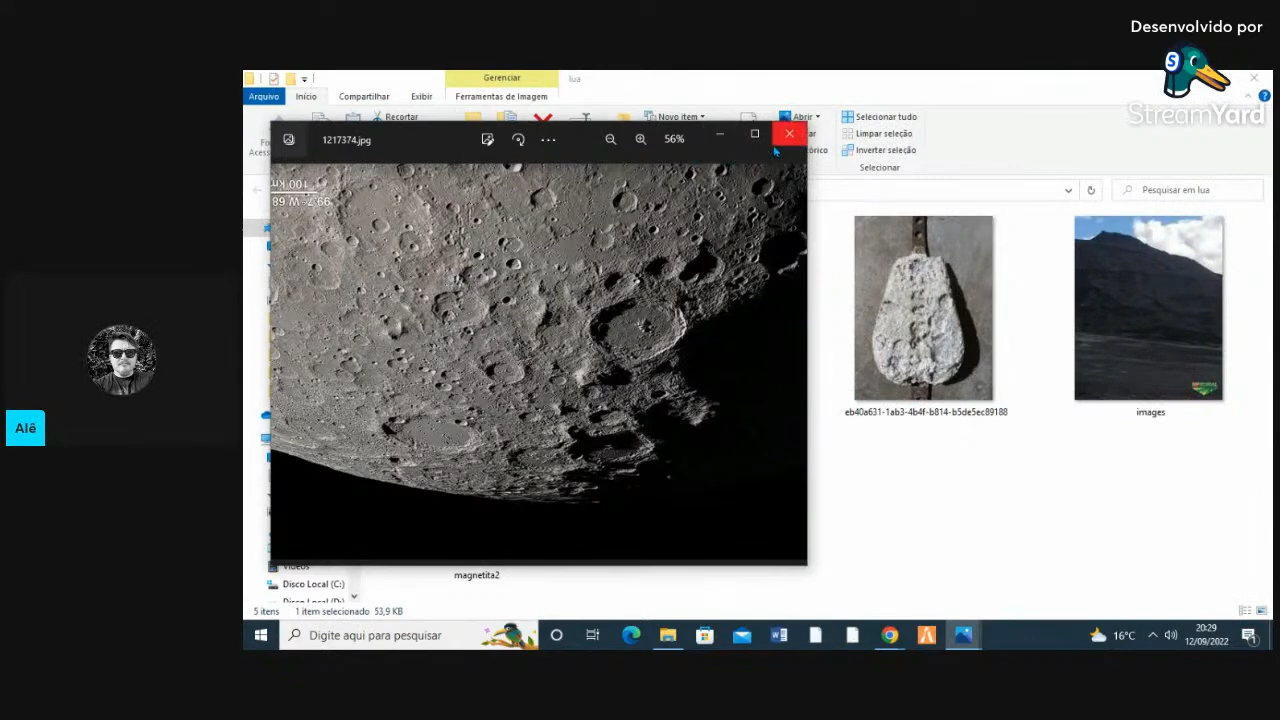 Desenvolvido por
S
StreamYard
Gerenciar
lua
Arquivo
Início
Compartilhar
Exibir
Ferramentas de Imagem
Recortar
Novo item
Abrir
Selecionar tudo
Limpar seleção
Inverter seleção
Selecionar
1217374.jpg
56%
100 Km
Pesquisar em lua
eb40a631-1ab3-4b4f-b814-b5de5ec89188
images
Alê
magnetita2
Vídeos
Disco Local (C:)
5 itens
1 item selecionado
53,9 KB
Digite aqui para pesquisar
16°C
20:29
12/09/2022
1